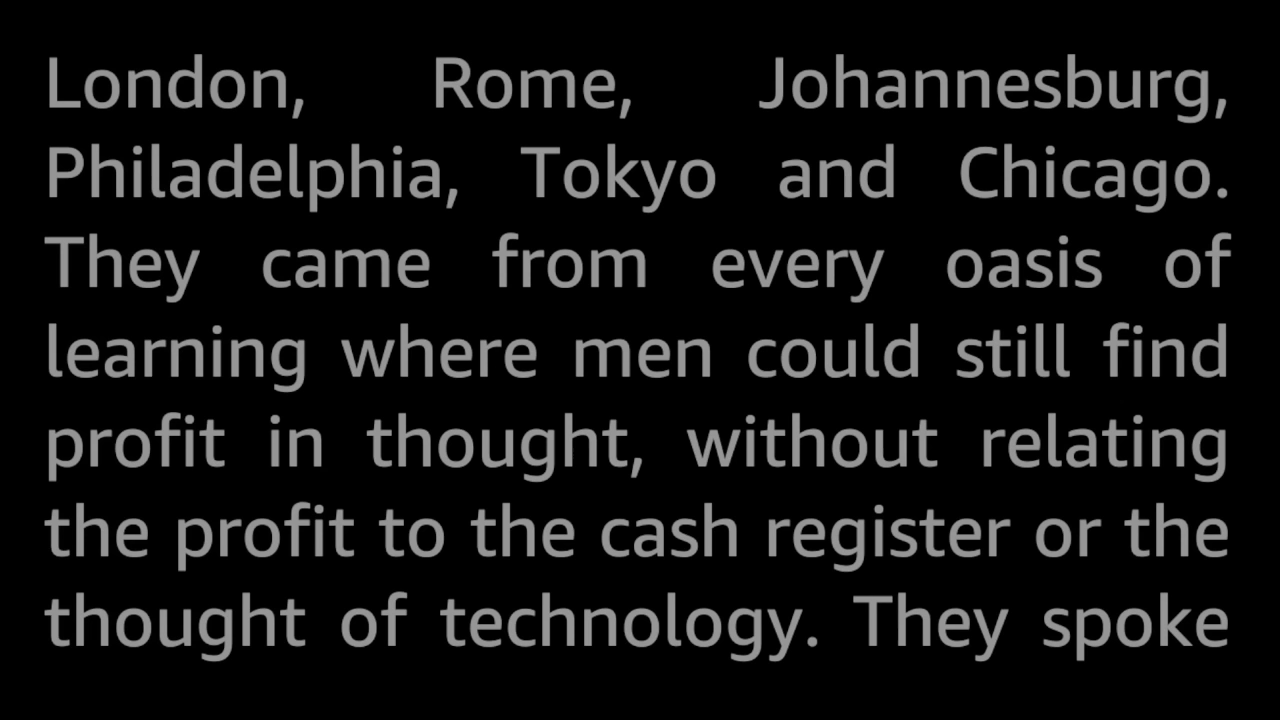 London, Rome, Johannesburg,
Philadelphia, Tokyo and Chicago.
They came from every oasis of
learning where men could still find
profit in thought, without relating
the profit to the cash register or the
thought of technology. They spoke